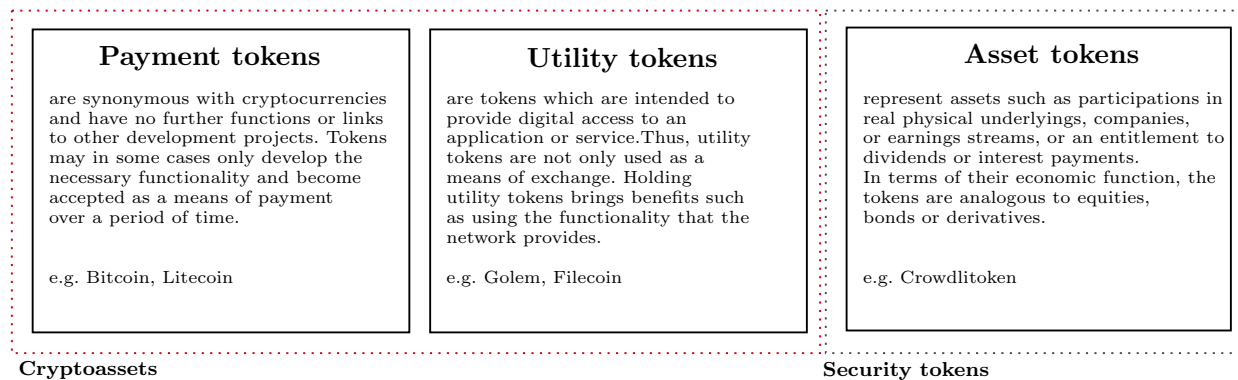 Payment tokens
are synonymous with cryptocurrencies
and have no further functions or links
to other development projects. Tokens
may in some cases only develop the
necessary functionality and become
accepted as a means of payment
over a period of time.
e.g. Bitcoin, Litecoin
Utility tokens
are tokens which are intended to
provide digital access to an
application or service.Thus, utility
tokens are not only used as a
means of exchange. Holding
utility tokens brings benefits such
as using the functionality that the
network provides.
e.g. Golem, Filecoin
Asset tokens
represent assets such as participations in
real physical underlyings, companies,
or earnings streams, or an entitlement to
dividends or interest payments.
In terms of their economic function, the
tokens are analogous to equities,
bonds or derivatives.
e.g. Crowdlitoken
Cryptoassets
Security tokens